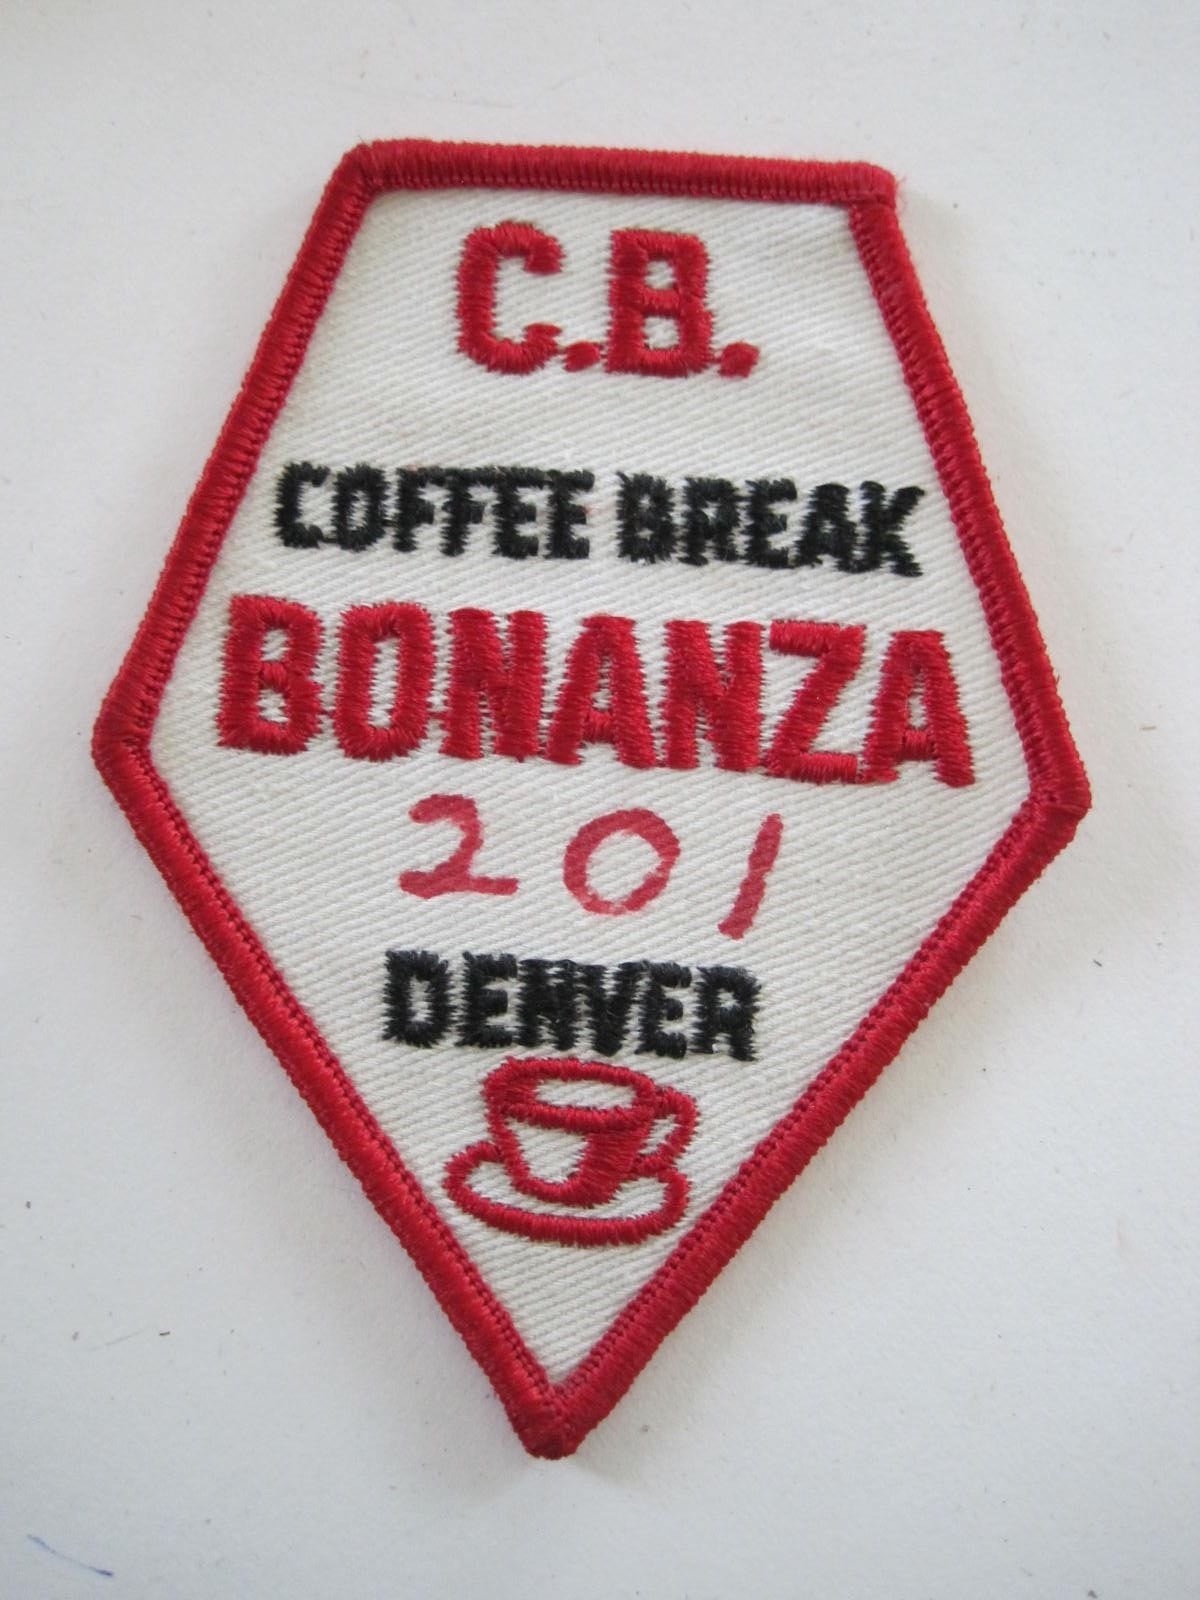 C.B.
COFFEE BREAK
BONANZA
201
DENVER